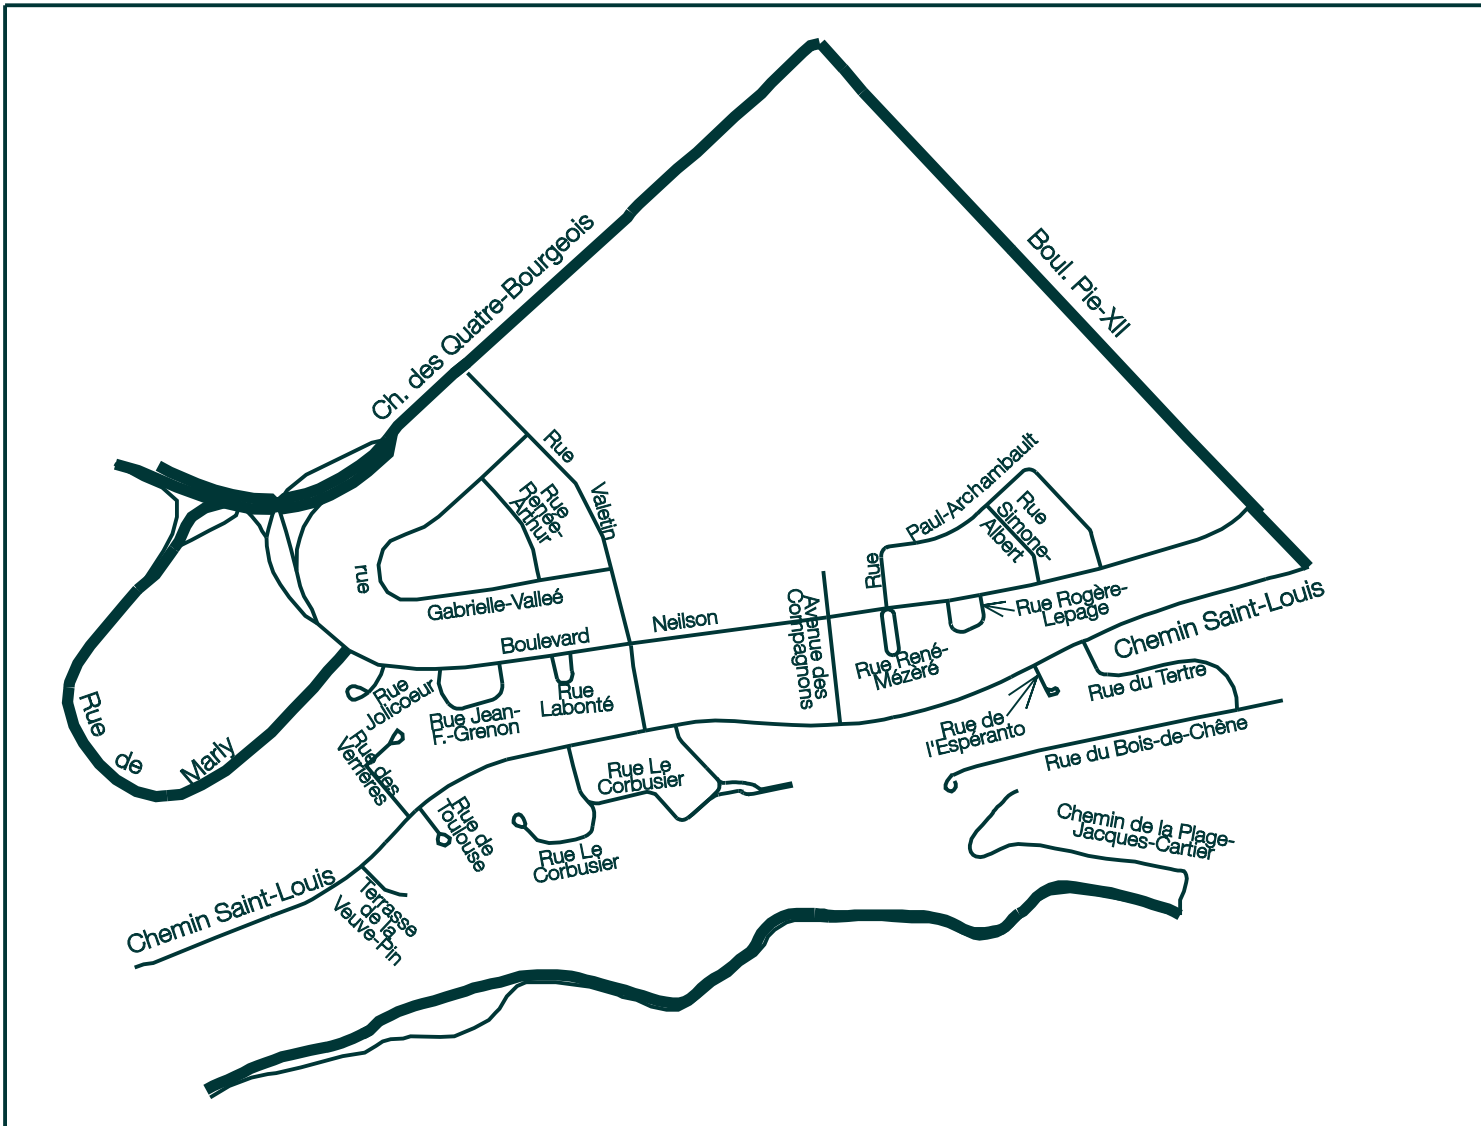 Ch. des Quatre-Bourgeois
Boul. Pie-XII
Rue
Valetin
Rue
Renée-
Arthur
rue
Gabrielle-Valleé
Boulevard
Neilson
Rue
Paul-Archambault
Rue
Simone-
Albert
Avenue des
Compagnons
Rue Rogère-
Lepage
Rue René-
Mézèré
Chemin Saint-Louis
Rue du Tertre
Rue de
l'Espéranto
Rue du Bois-de-Chêne
Chemin de la Plage-
Jacques-Cartier
Rue
de
Marly
Rue
Jolicoeur
Rue Jean-
F.-Grenon
Rue
Labonté
Rue des
Verrières
Rue de
Toulouse
Rue Le
Corbusier
Rue Le
Corbusier
Chemin Saint-Louis
Terrasse
de la
Veuve-Pin